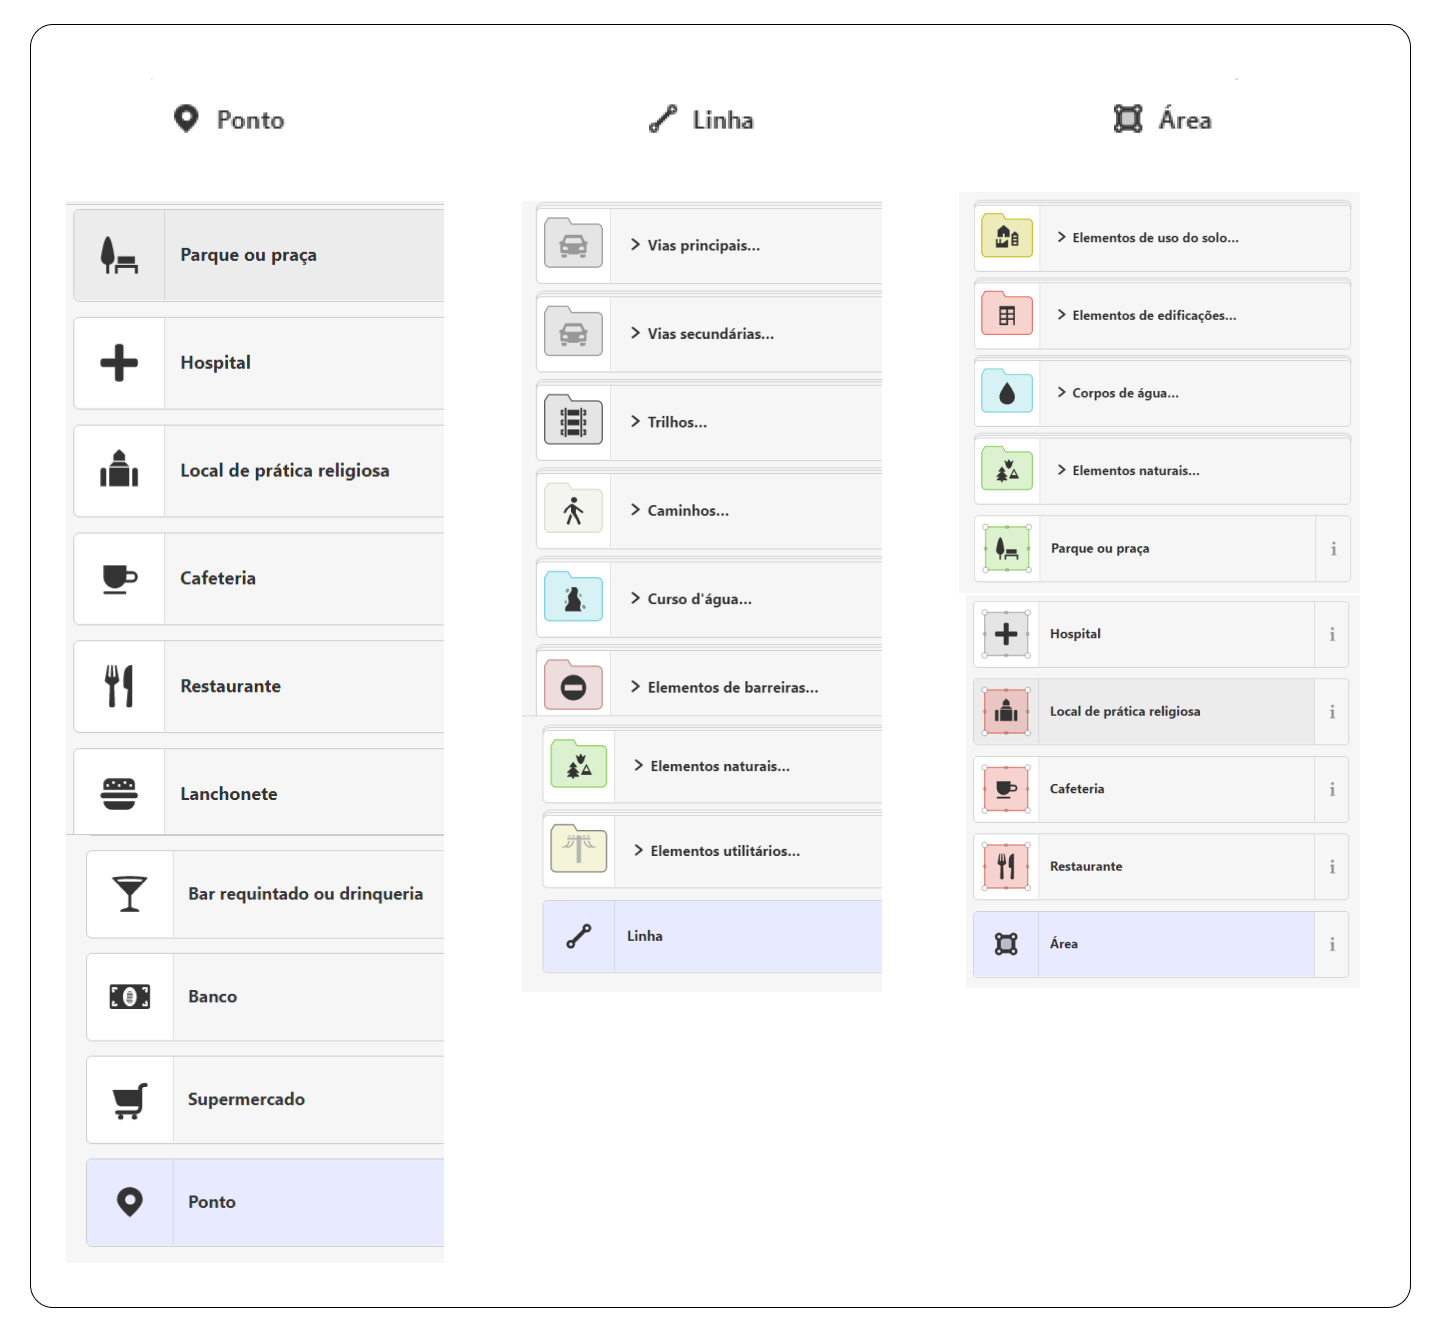 Ponto
Parque ou praça
Hospital
Local de prática religiosa
Cafeteria
Restaurante
Lanchonete
Bar requintado ou drinqueria
Banco
Supermercado
Ponto
Linha
> Vias principais...
> Vias secundárias...
> Trilhos...
> Caminhos...
> Curso d'água...
> Elementos de barreiras...
> Elementos naturais...
> Elementos utilitários...
Linha
Área
> Elementos de uso do solo...
> Elementos de edificações...
> Corpos de água...
> Elementos naturais...
Parque ou praça i
Hospital i
Local de prática religiosa i
Cafeteria i
Restaurante i
Área i